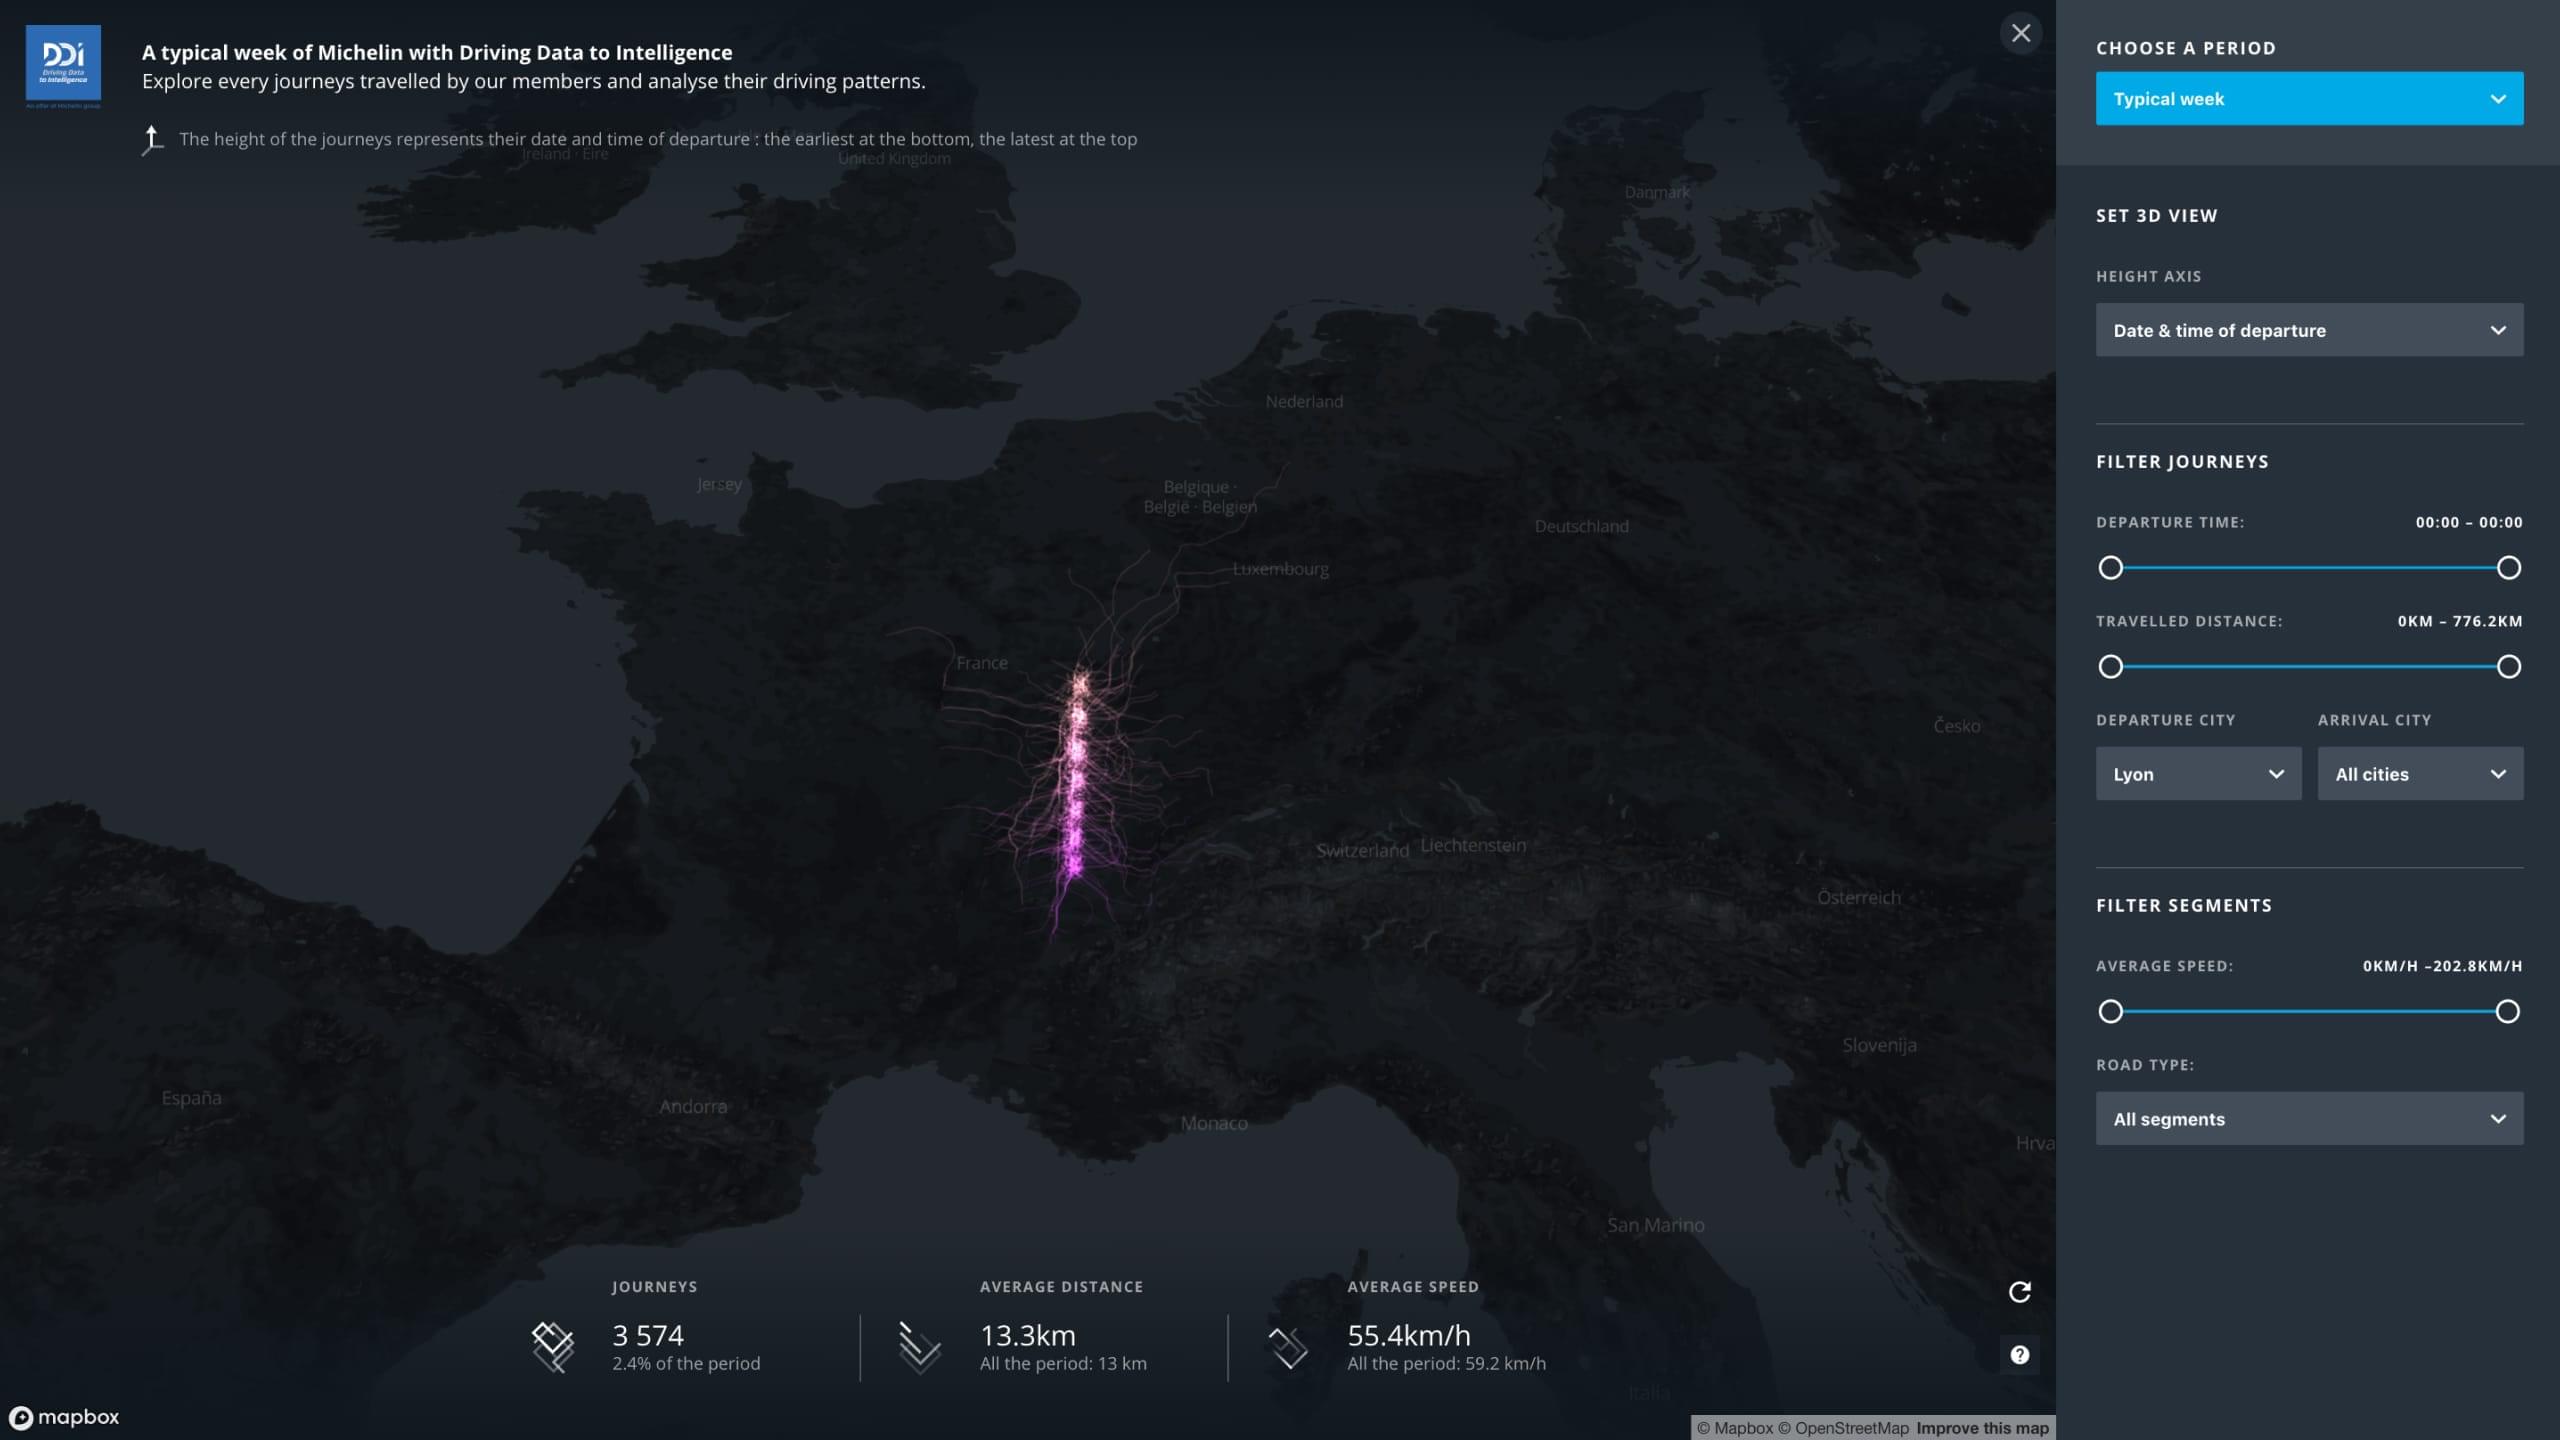 DDi
Driving Data
to Intelligence
An offer of Michelin group
A typical week of Michelin with Driving Data to Intelligence
Explore every journeys travelled by our members and analyse their driving patterns.
The height of the journeys represents their date and time of departure : the earliest at the bottom, the latest at the top
Ireland · Éire
United Kingdom
Danmark
Nederland
Jersey
Belgique ·
België · Belgien
Deutschland
Luxembourg
France
Česko
Switzerland
Liechtenstein
Österreich
Slovenija
España
Andorra
Monaco
Hrva
San Marino
Italia
JOURNEYS
3 574
2.4% of the period
AVERAGE DISTANCE
13.3km
All the period: 13 km
AVERAGE SPEED
55.4km/h
All the period: 59.2 km/h
mapbox
© Mapbox © OpenStreetMap Improve this map
CHOOSE A PERIOD
Typical week
SET 3D VIEW
HEIGHT AXIS
Date & time of departure
FILTER JOURNEYS
DEPARTURE TIME: 00:00 – 00:00
TRAVELLED DISTANCE: 0KM – 776.2KM
DEPARTURE CITY ARRIVAL CITY
Lyon All cities
FILTER SEGMENTS
AVERAGE SPEED: 0KM/H –202.8KM/H
ROAD TYPE:
All segments